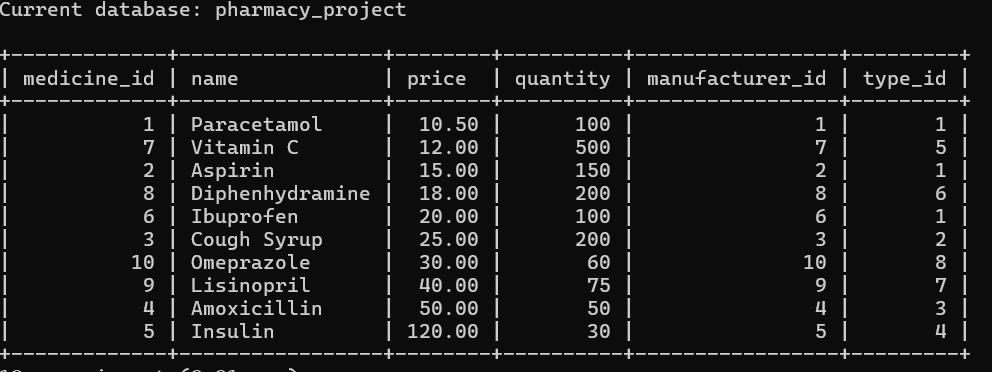 Current database: pharmacy_project
+-------------+-----------------+--------+----------+-----------------+---------+
| medicine_id | name            | price  | quantity | manufacturer_id | type_id |
+-------------+-----------------+--------+----------+-----------------+---------+
|           1 | Paracetamol     |  10.50 |      100 |               1 |       1 |
|           7 | Vitamin C       |  12.00 |      500 |               7 |       5 |
|           2 | Aspirin         |  15.00 |      150 |               2 |       1 |
|           8 | Diphenhydramine |  18.00 |      200 |               8 |       6 |
|           6 | Ibuprofen       |  20.00 |      100 |               6 |       1 |
|           3 | Cough Syrup     |  25.00 |      200 |               3 |       2 |
|          10 | Omeprazole      |  30.00 |       60 |              10 |       8 |
|           9 | Lisinopril      |  40.00 |       75 |               9 |       7 |
|           4 | Amoxicillin     |  50.00 |       50 |               4 |       3 |
|           5 | Insulin         | 120.00 |       30 |               5 |       4 |
+-------------+-----------------+--------+----------+-----------------+---------+